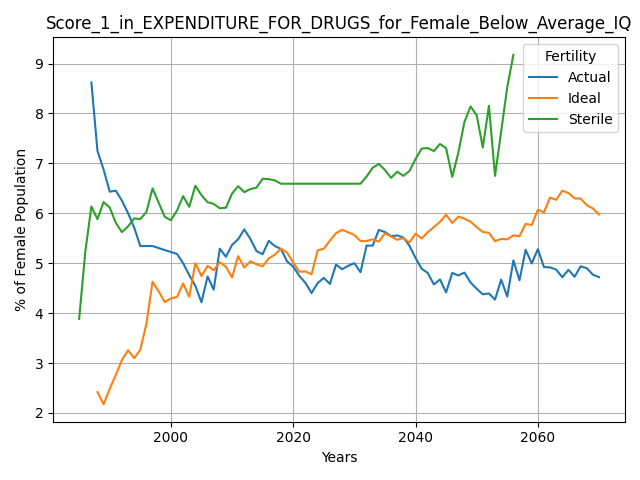 Score_1_in_EXPENDITURE_FOR_DRUGS_for_Female_Below_Average_IQ
Fertility
Actual
Ideal
Sterile
% of Female Population
9
8
7
6
5
4
3
2
2000 2020 2040 2060
Years